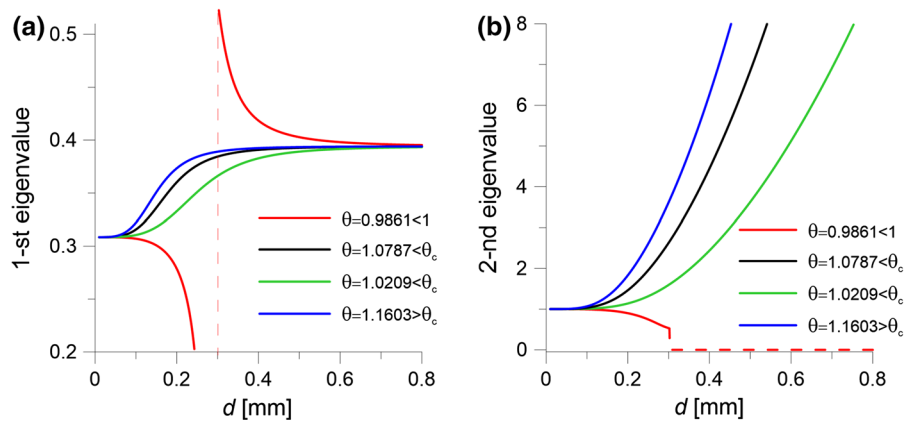 (a)
1-st eigenvalue
0.5
0.4
0.3
0.2
0 0.2 0.4 0.6 0.8
d [mm]
θ=0.9861<1
θ=1.0787<θc
θ=1.0209<θc
θ=1.1603>θc
(b)
2-nd eigenvalue
8
6
4
2
0
0 0.2 0.4 0.6 0.8
d [mm]
θ=0.9861<1
θ=1.0787<θc
θ=1.0209<θc
θ=1.1603>θc